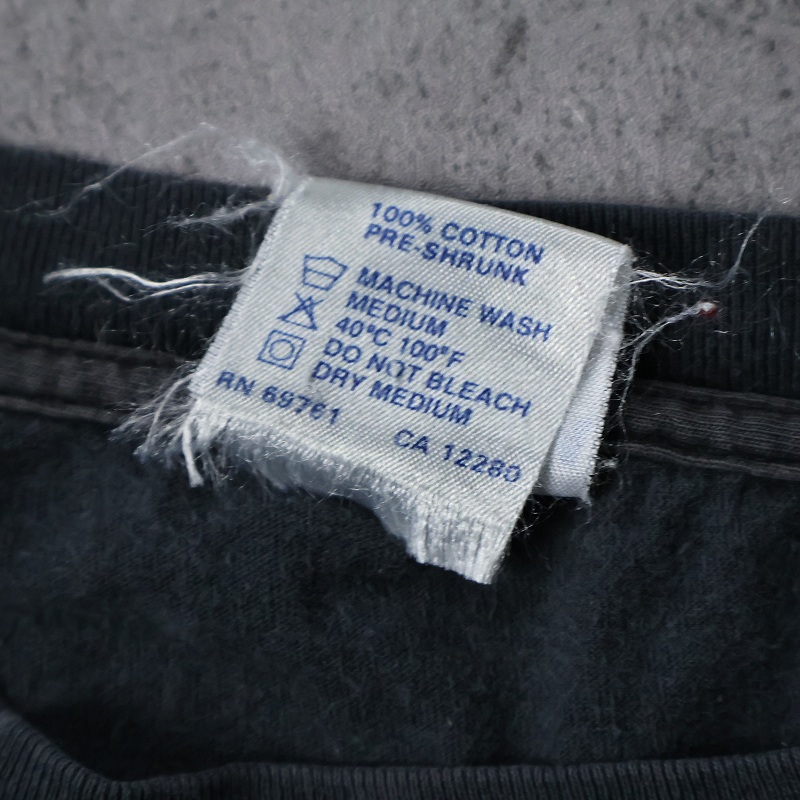 100% COTTON
PRE-SHRUNK
MACHINE WASH
MEDIUM
40°C 100°F
DO NOT BLEACH
DRY MEDIUM
RN 69761 CA 12280